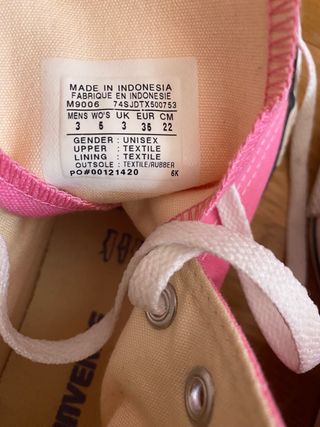 MADE IN INDONESIA
FABRIQUE EN INDONESIE
M9006 74SJDTX500753
MENS WO'S UK EUR CM
3 5 3 35 22
GENDER : UNISEX
UPPER : TEXTILE
LINING : TEXTILE
OUTSOLE : TEXTILE/RUBBER
PO#00121420 6K